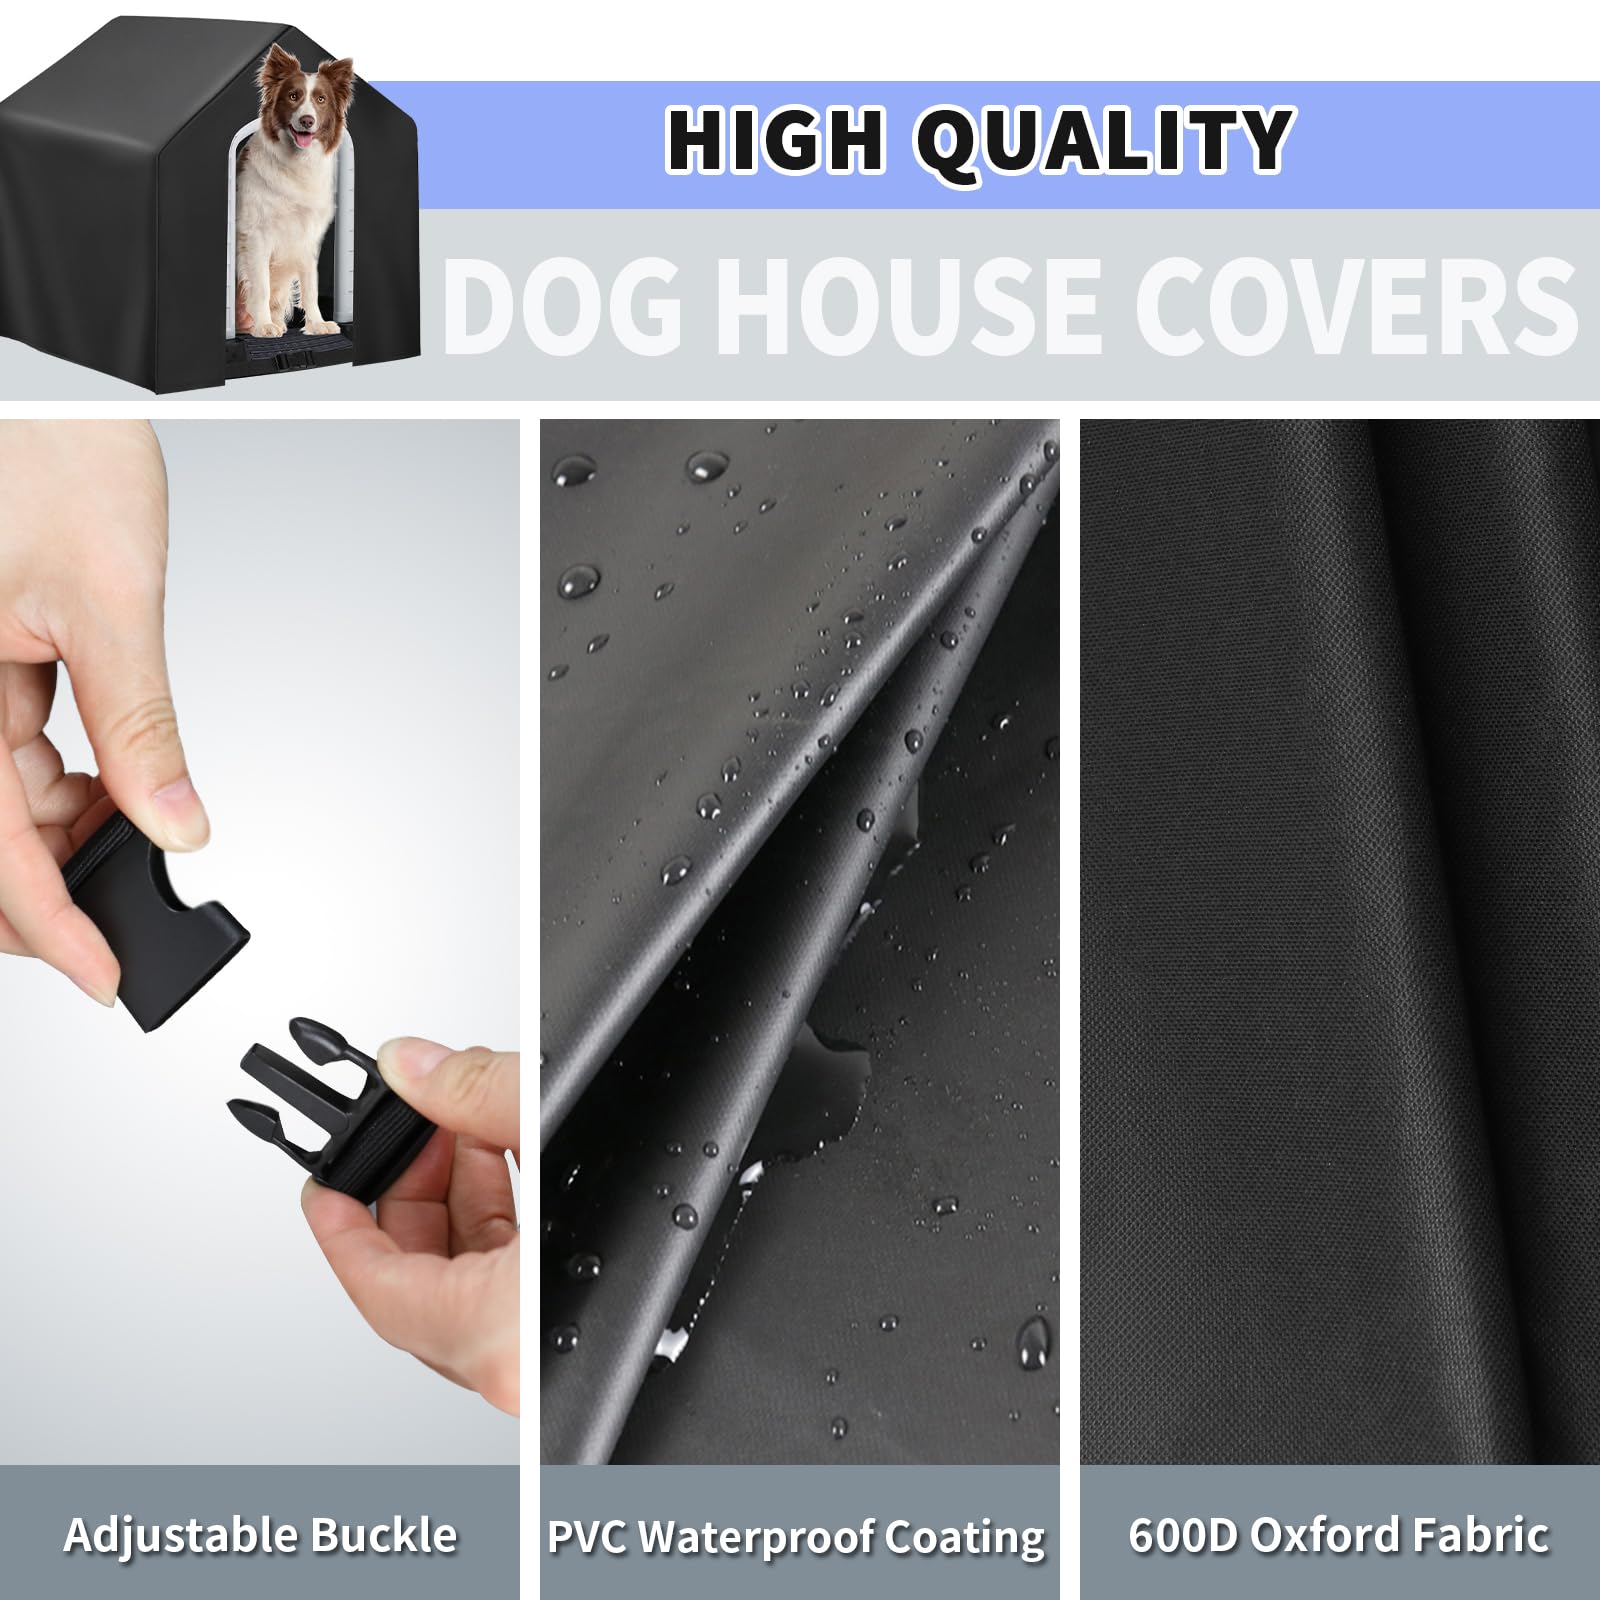 HIGH QUALITY
DOG HOUSE COVERS
Adjustable Buckle
PVC Waterproof Coating
600D Oxford Fabric